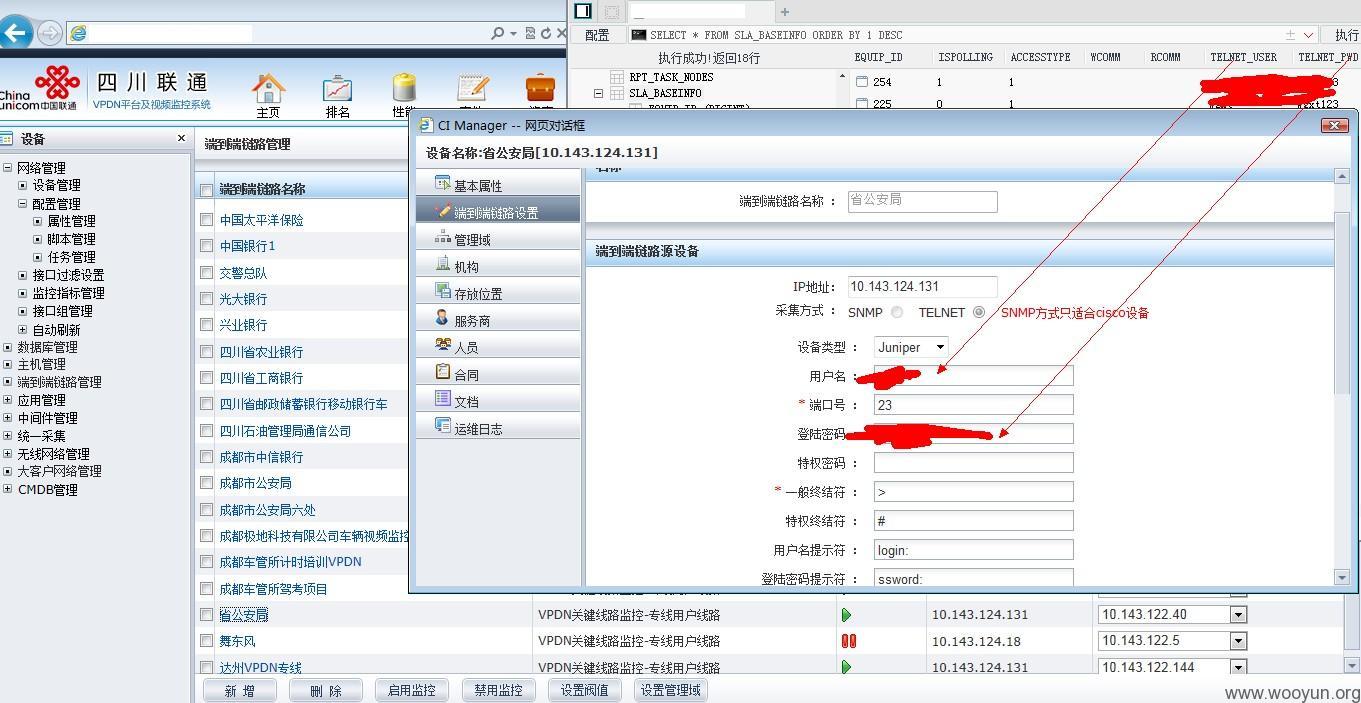 配置
SELECT * FROM SLA_BASEINFO ORDER BY 1 DESC
执行
执行成功!返回18行
EQUIP_ID ISPOLLING ACCESSTYPE WCOMM RCOMM TELNET_USER TELNET_PWD
RPT_TASK_NODES
SLA_BASEINFO
254 1 1
225 0 1
China unicom中国联通
四川联通
VPDN平台及视频监控系统
主页
排名
性能
设备
网络管理
设备管理
配置管理
属性管理
脚本管理
任务管理
接口过滤设置
监控指标管理
接口组管理
自动刷新
数据库管理
主机管理
端到端链路管理
应用管理
中间件管理
统一采集
无线网络管理
大客户网络管理
CMDB管理
端到端链路管理
端到端链路名称
中国太平洋保险
中国银行1
交警总队
光大银行
兴业银行
四川省农业银行
四川省工商银行
四川省邮政储蓄银行移动银行车
四川石油管理局通信公司
成都市中信银行
成都市公安局
成都市公安局六处
成都极地科技有限公司车辆视频监控
成都车管所计时培训VPDN
成都车管所驾考项目
省公安局 VPDN关键线路监控-专线用户线路 10.143.124.131 10.143.122.40
舞东风 VPDN关键线路监控-专线用户线路 10.143.124.18 10.143.122.5
达州VPDN专线 VPDN关键线路监控-专线用户线路 10.143.124.131 10.143.122.144
新 增
删 除
启用监控
禁用监控
设置阀值
设置管理域
CI Manager -- 网页对话框
设备名称:省公安局[10.143.124.131]
基本属性
端到端链路设置
管理域
机构
存放位置
服务商
人员
合同
文档
运维日志
端到端链路名称 : 省公安局
端到端链路源设备
IP地址: 10.143.124.131
采集方式 : SNMP TELNET SNMP方式只适合cisco设备
设备类型 : Juniper
用户名 :
* 端口号 : 23
登陆密码
特权密码 :
* 一般终结符 : >
特权终结符 : #
用户名提示符 : login:
登陆密码提示符 : ssword:
www.wooyun.org